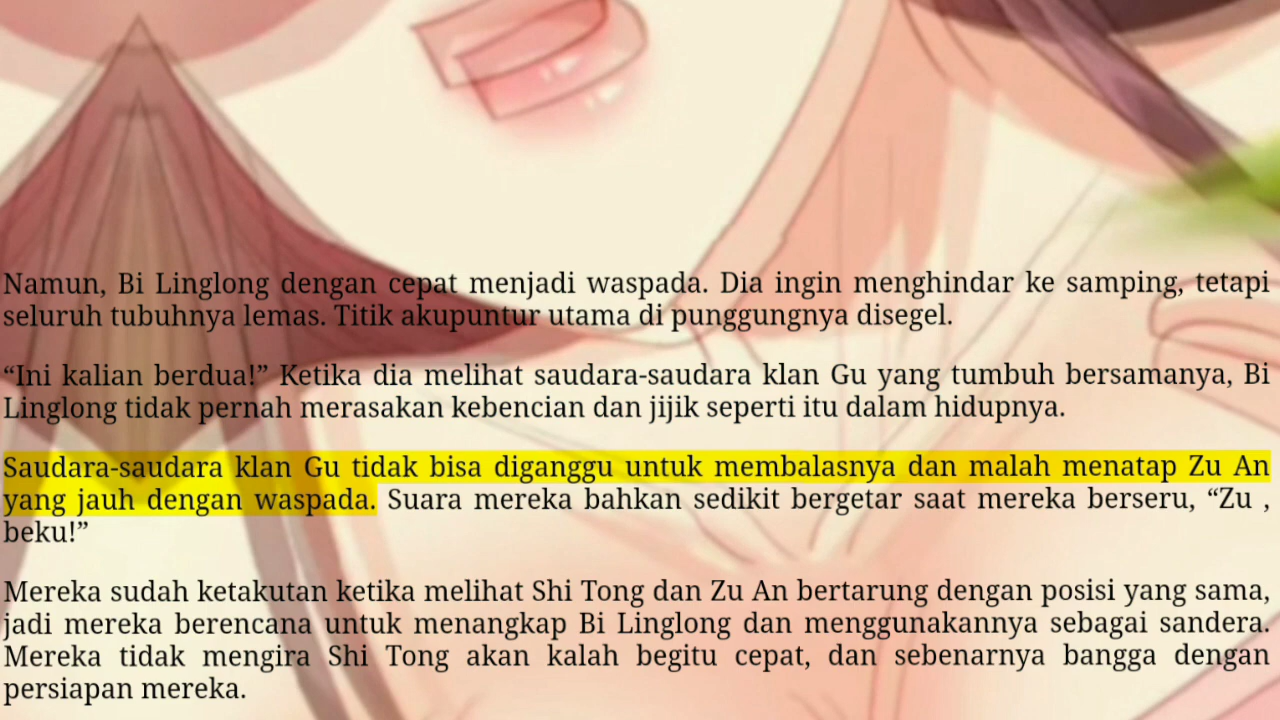 Namun, Bi Linglong dengan cepat menjadi waspada. Dia ingin menghindar ke samping, tetapi
seluruh tubuhnya lemas. Titik akupuntur utama di punggungnya disegel.
“Ini kalian berdua!” Ketika dia melihat saudara-saudara klan Gu yang tumbuh bersamanya, Bi
Linglong tidak pernah merasakan kebencian dan jijik seperti itu dalam hidupnya.
Saudara-saudara klan Gu tidak bisa diganggu untuk membalasnya dan malah menatap Zu An
yang jauh dengan waspada. Suara mereka bahkan sedikit bergetar saat mereka berseru, “Zu ,
beku!”
Mereka sudah ketakutan ketika melihat Shi Tong dan Zu An bertarung dengan posisi yang sama,
jadi mereka berencana untuk menangkap Bi Linglong dan menggunakannya sebagai sandera.
Mereka tidak mengira Shi Tong akan kalah begitu cepat, dan sebenarnya bangga dengan
persiapan mereka.